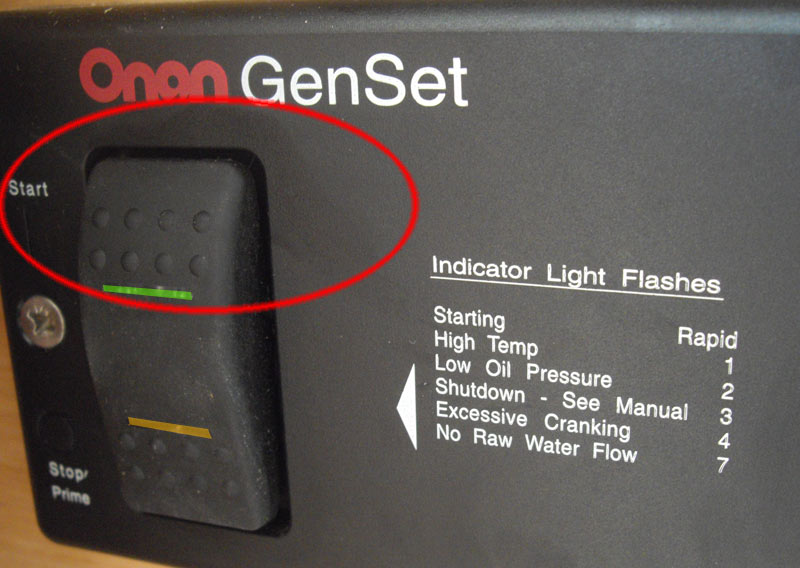 Onan GenSet
Start
Indicator Light Flashes
Starting Rapid
High Temp 1
Low Oil Pressure 2
Shutdown - See Manual 3
Excessive Cranking 4
No Raw Water Flow 7
Stop/
Prime